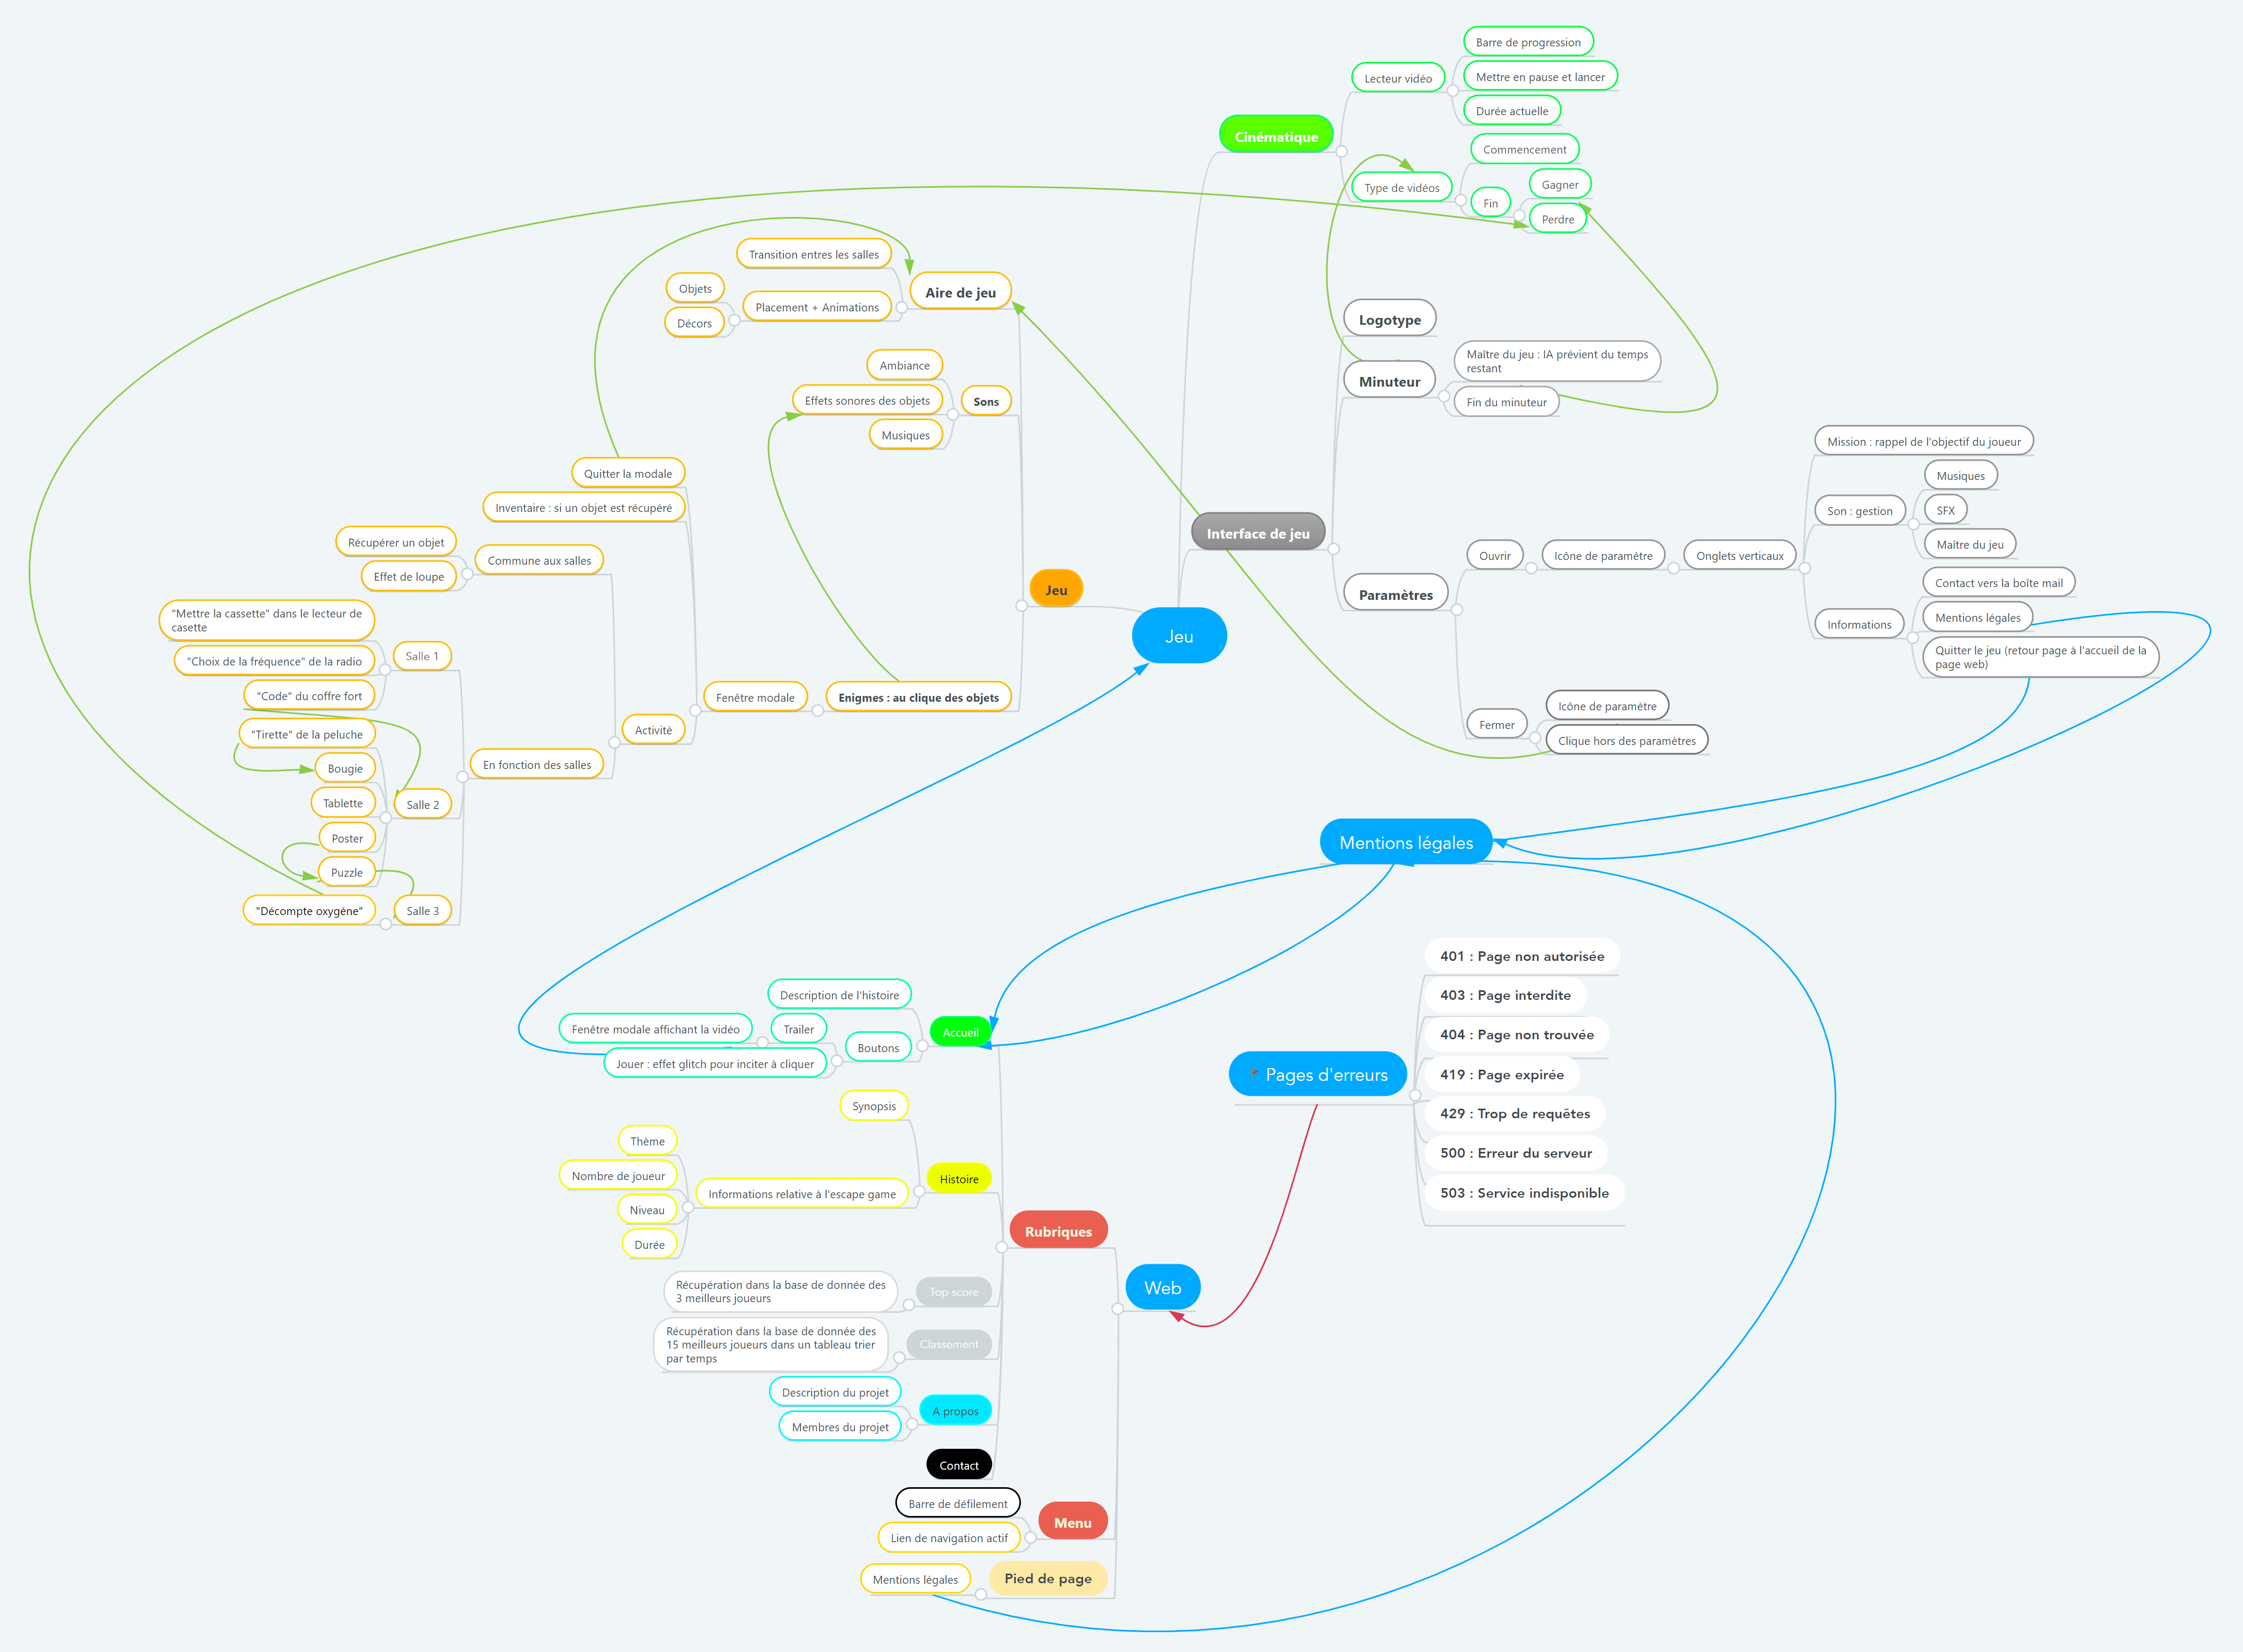 Barre de progression
Lecteur vidéo
Mettre en pause et lancer
Durée actuelle
Cinématique
Commencement
Type de vidéos
Gagner
Fin
Perdre
Transition entres les salles
Aire de jeu
Objets
Placement + Animations
Décors
Ambiance
Effets sonores des objets
Sons
Musiques
Quitter la modale
Inventaire : si un objet est récupéré
Récupérer un objet
Commune aux salles
Effet de loupe
"Mettre la cassette" dans le lecteur de
casette
"Choix de la fréquence" de la radio
Salle 1
"Code" du coffre fort
"Tirette" de la peluche
Bougie
Tablette
Salle 2
Poster
Puzzle
"Décompte oxygène"
Salle 3
En fonction des salles
Activité
Fenêtre modale
Enigmes : au clique des objets
Jeu
Jeu
Logotype
Minuteur
Maître du jeu : IA prévient du temps
restant
Fin du minuteur
Interface de jeu
Paramètres
Ouvrir
Icône de paramètre
Onglets verticaux
Mission : rappel de l'objectif du joueur
Son : gestion
Musiques
SFX
Maître du jeu
Informations
Contact vers la boîte mail
Mentions légales
Quitter le jeu (retour page à l'accueil de la
page web)
Fermer
Icône de paramètre
Clique hors des paramètres
Mentions légales
Pages d'erreurs
401 : Page non autorisée
403 : Page interdite
404 : Page non trouvée
419 : Page expirée
429 : Trop de requêtes
500 : Erreur du serveur
503 : Service indisponible
Description de l'histoire
Accueil
Fenêtre modale affichant la vidéo
Trailer
Boutons
Jouer : effet glitch pour inciter à cliquer
Synopsis
Histoire
Thème
Nombre de joueur
Informations relative à l'escape game
Niveau
Durée
Rubriques
Web
Récupération dans la base de donnée des
3 meilleurs joueurs
Top score
Récupération dans la base de donnée des
15 meilleurs joueurs dans un tableau trier
par temps
Classement
Description du projet
A propos
Membres du projet
Contact
Barre de défilement
Menu
Lien de navigation actif
Mentions légales
Pied de page